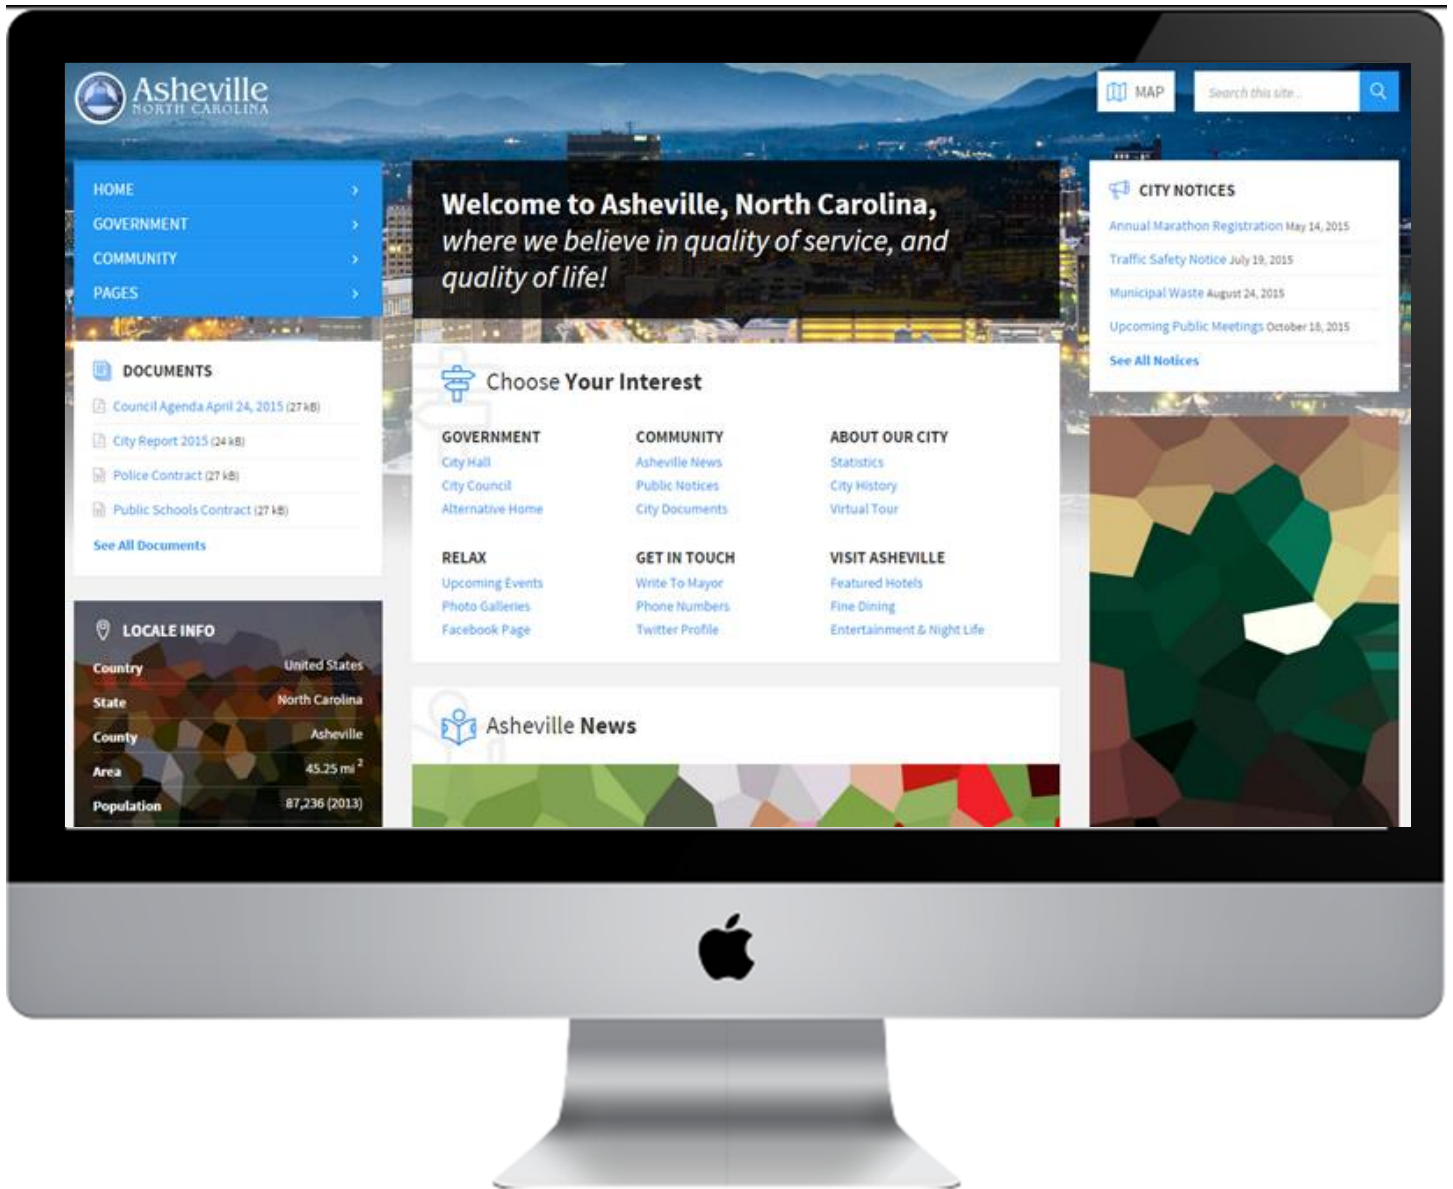 Asheville
NORTH CAROLINA
MAP
Search this site...
HOME
GOVERNMENT
COMMUNITY
PAGES
Welcome to Asheville, North Carolina,
where we believe in quality of service, and
quality of life!
CITY NOTICES
Annual Marathon Registration May 14, 2015
Traffic Safety Notice July 19, 2015
Municipal Waste August 24, 2015
Upcoming Public Meetings October 18, 2015
See All Notices
DOCUMENTS
Council Agenda April 24, 2015 (27 kB)
City Report 2015 (24 kB)
Police Contract (27 kB)
Public Schools Contract (27 kB)
See All Documents
Choose Your Interest
GOVERNMENT
City Hall
City Council
Alternative Home
COMMUNITY
Asheville News
Public Notices
City Documents
ABOUT OUR CITY
Statistics
City History
Virtual Tour
RELAX
Upcoming Events
Photo Galleries
Facebook Page
GET IN TOUCH
Write To Mayor
Phone Numbers
Twitter Profile
VISIT ASHEVILLE
Featured Hotels
Fine Dining
Entertainment & Night Life
LOCALE INFO
Country United States
State North Carolina
County Asheville
Area 45.25 mi 2
Population 87,236 (2013)
Asheville News